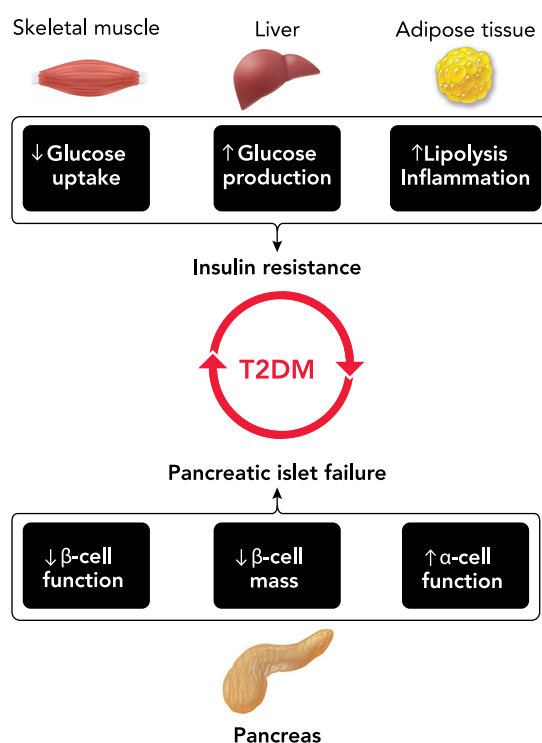 Skeletal muscle
Liver
Adipose tissue
↓Glucose
uptake
↑Glucose
production
↑Lipolysis
Inflammation
Insulin resistance
T2DM
Pancreatic islet failure
↓β-cell
function
↓β-cell
mass
↑α-cell
function
Pancreas